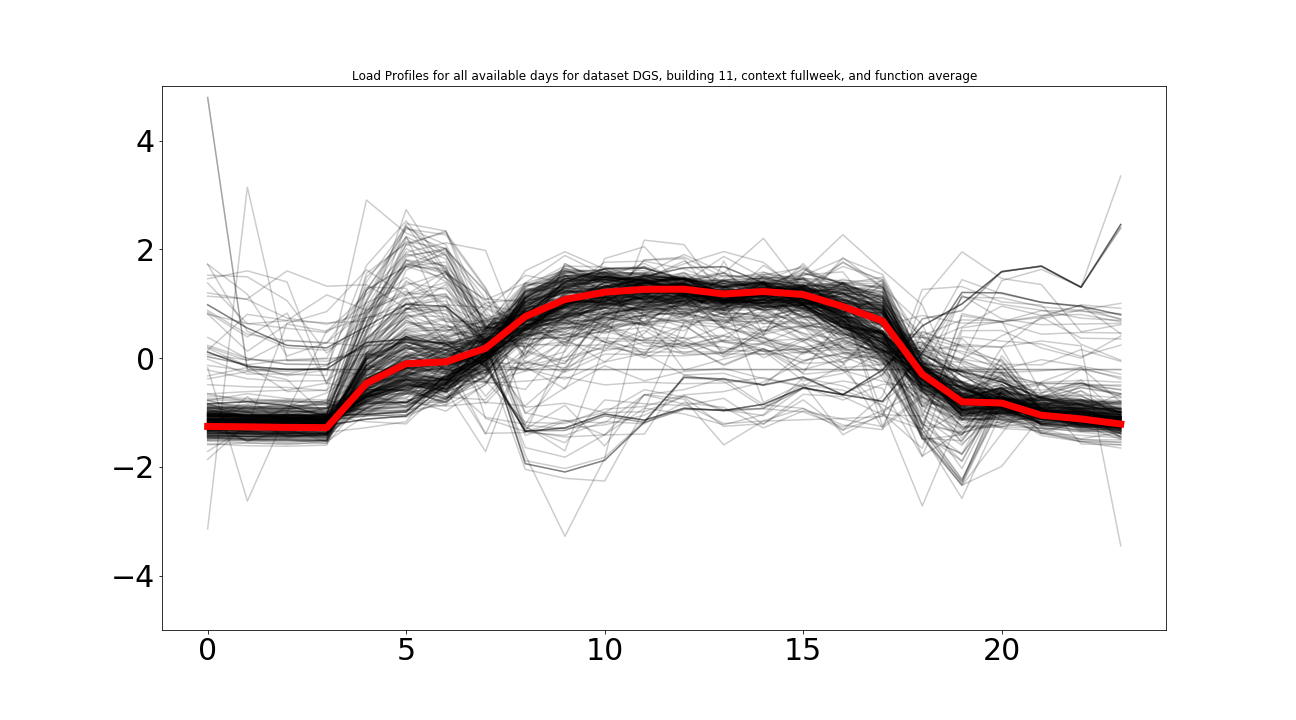 Load Profiles for all available days for dataset DGS, building 11, context fullweek, and function average
4
2
0
−2
−4
0 5 10 15 20